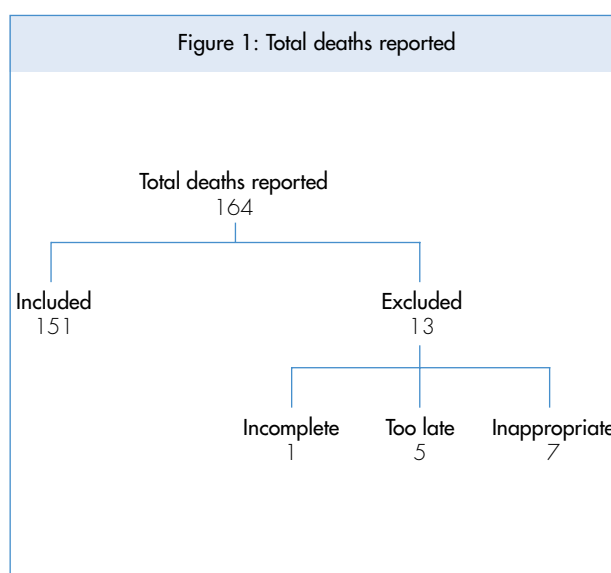 Figure 1: Total deaths reported
Total deaths reported
164
Included
151
Excluded
13
Incomplete
1
Too late
5
Inappropriate
7